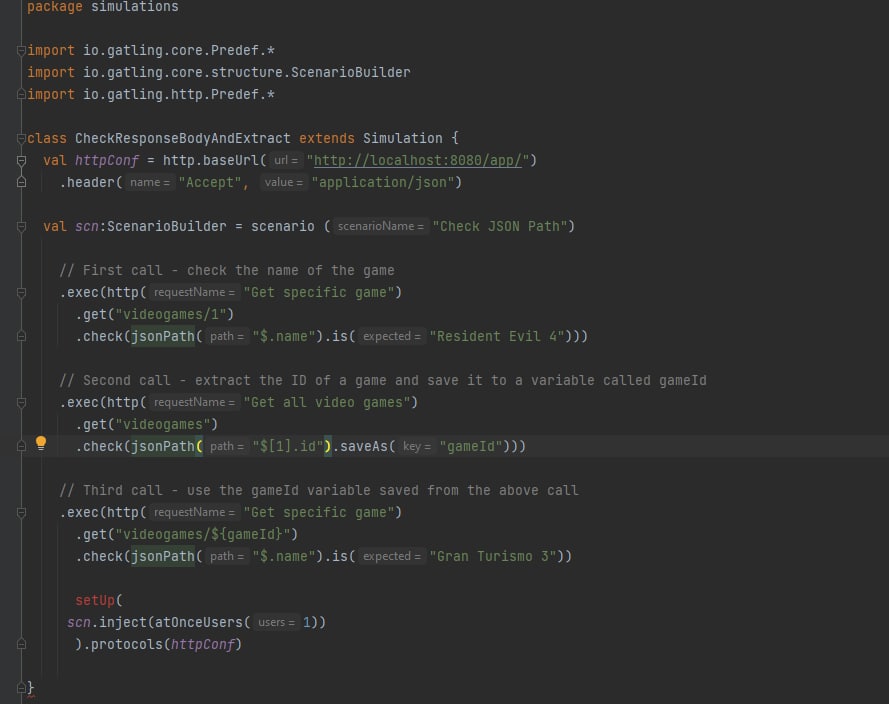 package simulations
import io.gatling.core.Predef.*
import io.gatling.core.structure.ScenarioBuilder
import io.gatling.http.Predef.*
class CheckResponseBodyAndExtract extends Simulation {
val httpConf = http.baseUrl( url = "http://localhost:8080/app/")
.header( name = "Accept", value = "application/json")
val scn:ScenarioBuilder = scenario ( scenarioName = "Check JSON Path")
// First call - check the name of the game
.exec(http( requestName = "Get specific game")
.get("videogames/1")
.check(jsonPath( path = "$.name").is( expected = "Resident Evil 4")))
// Second call - extract the ID of a game and save it to a variable called gameId
.exec(http( requestName = "Get all video games")
.get("videogames")
.check(jsonPath( path = "$[1].id").saveAs( key = "gameId")))
// Third call - use the gameId variable saved from the above call
.exec(http( requestName = "Get specific game")
.get("videogames/${gameId}")
.check(jsonPath( path = "$.name").is( expected = "Gran Turismo 3"))
setUp(
scn.inject(atOnceUsers( users = 1))
).protocols(httpConf)
}